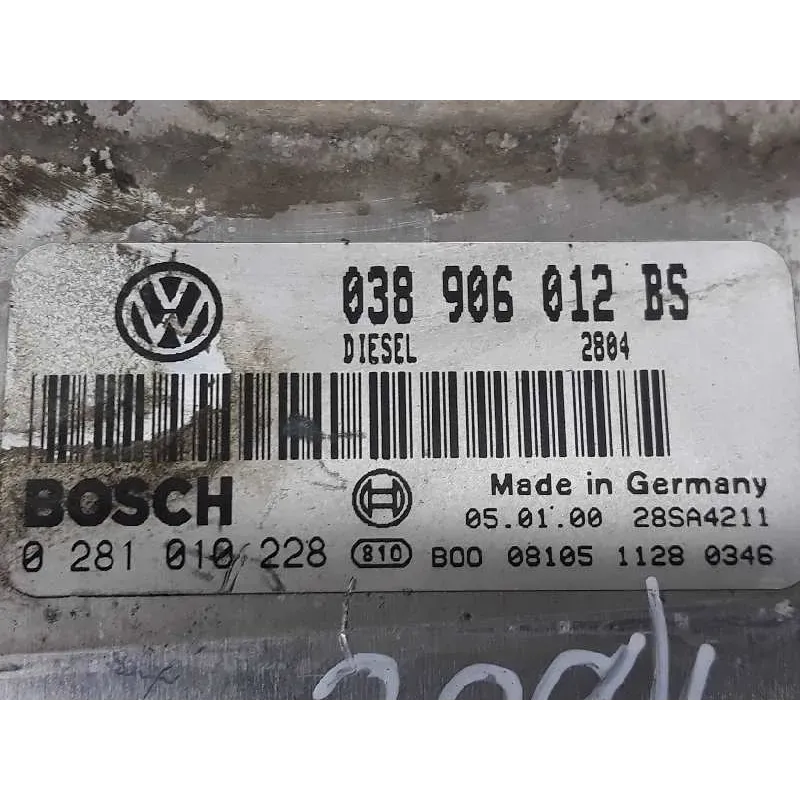 038 906 012 BS
DIESEL 2804
BOSCH
Made in Germany
05.01.00 28SA4211
0 281 010 228 810 B00 08105 1128 0346